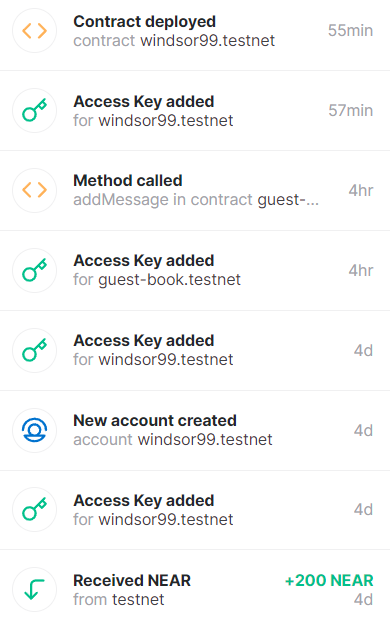 Contract deployed
contract windsor99.testnet
55min
Access Key added
for windsor99.testnet
57min
Method called
addMessage in contract guest-...
4hr
Access Key added
for guest-book.testnet
4hr
Access Key added
for windsor99.testnet
4d
New account created
account windsor99.testnet
4d
Access Key added
for windsor99.testnet
4d
Received NEAR
+200 NEAR
from testnet
4d